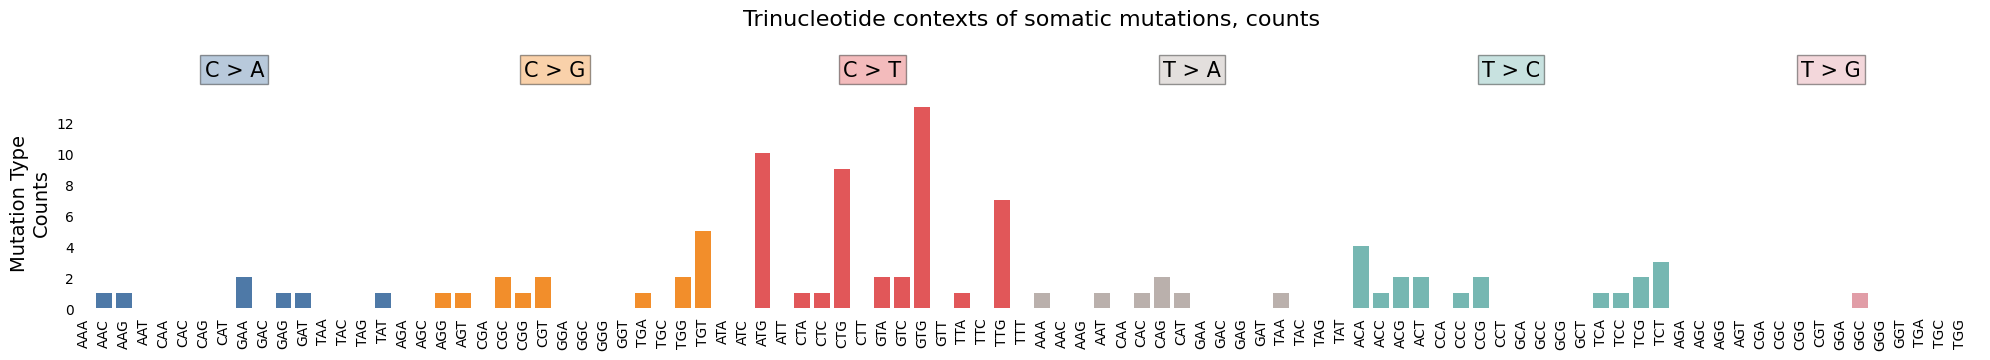 Trinucleotide contexts of somatic mutations, counts
C > A
C > G
C > T
T > A
T > C
T > G
Mutation Type
Counts
12
10
8
6
4
2
0
AAA
AAC
AAG
AAT
CAA
CAC
CAG
CAT
GAA
GAC
GAG
GAT
TAA
TAC
TAG
TAT
AGA
AGC
AGG
AGT
CGA
CGC
CGG
CGT
GGA
GGC
GGG
GGT
TGA
TGC
TGG
TGT
ATA
ATC
ATG
ATT
CTA
CTC
CTG
CTT
GTA
GTC
GTG
GTT
TTA
TTC
TTG
TTT
AAA
AAC
AAG
AAT
CAA
CAC
CAG
CAT
GAA
GAC
GAG
GAT
TAA
TAC
TAG
TAT
ACA
ACC
ACG
ACT
CCA
CCC
CCG
CCT
GCA
GCC
GCG
GCT
TCA
TCC
TCG
TCT
AGA
AGC
AGG
AGT
CGA
CGC
CGG
CGT
GGA
GGC
GGG
GGT
TGA
TGC
TGG